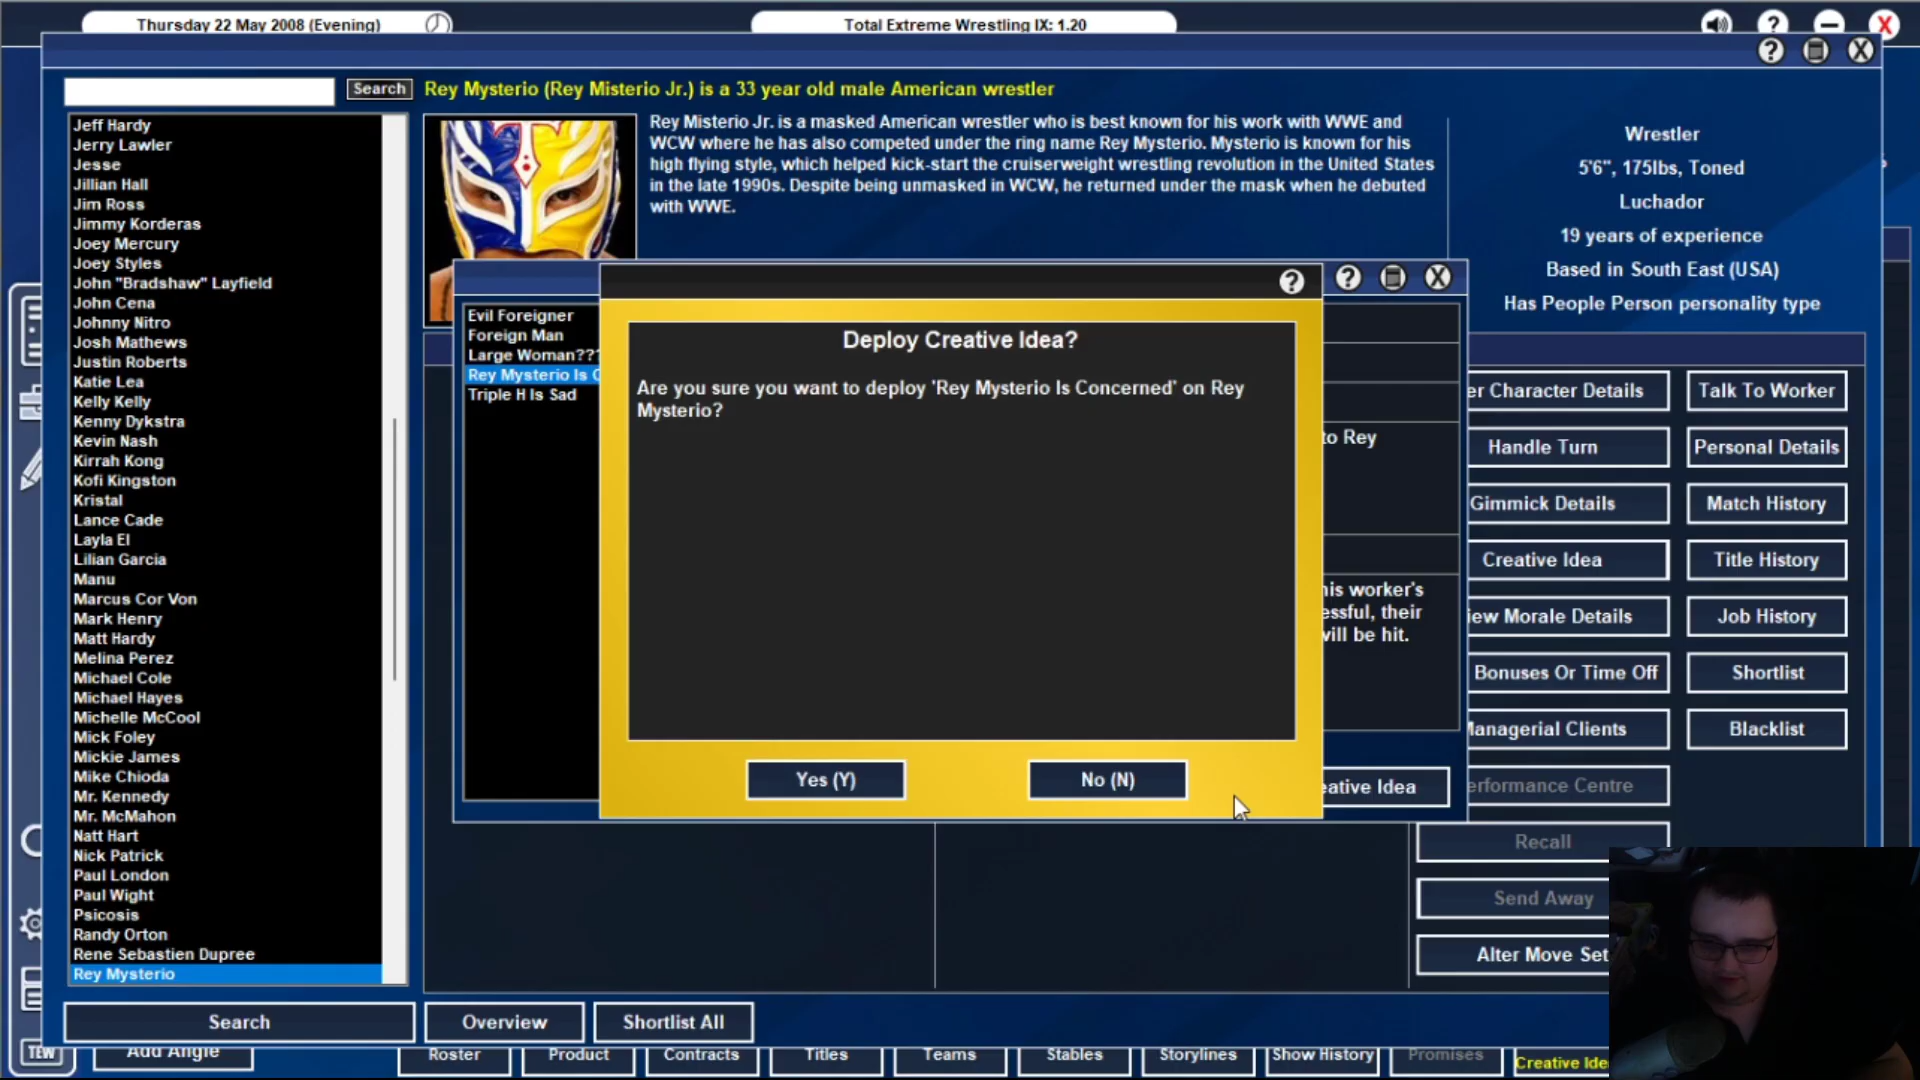 Thursday 22 May 2008 (Evening)
Total Extreme Wrestling IX: 1.20
Search
Rey Mysterio (Rey Misterio Jr.) is a 33 year old male American wrestler
Rey Misterio Jr. is a masked American wrestler who is best known for his work with WWE and
WCW where he has also competed under the ring name Rey Mysterio. Mysterio is known for his
high flying style, which helped kick-start the cruiserweight wrestling revolution in the United States
in the late 1990s. Despite being unmasked in WCW, he returned under the mask when he debuted
with WWE.
Wrestler
5'6", 175lbs, Toned
Luchador
19 years of experience
Based in South East (USA)
Has People Person personality type
Jeff Hardy
Jerry Lawler
Jesse
Jillian Hall
Jim Ross
Jimmy Korderas
Joey Mercury
Joey Styles
John "Bradshaw" Layfield
John Cena
Johnny Nitro
Josh Mathews
Justin Roberts
Katie Lea
Kelly Kelly
Kenny Dykstra
Kevin Nash
Kirrah Kong
Kofi Kingston
Kristal
Lance Cade
Layla El
Lilian Garcia
Manu
Marcus Cor Von
Mark Henry
Matt Hardy
Melina Perez
Michael Cole
Michael Hayes
Michelle McCool
Mick Foley
Mickie James
Mike Chioda
Mr. Kennedy
Mr. McMahon
Natt Hart
Nick Patrick
Paul London
Paul Wight
Psicosis
Randy Orton
Rene Sebastien Dupree
Rey Mysterio
Evil Foreigner
Foreign Man
Large Woman???
Rey Mysterio Is C
Triple H Is Sad
Deploy Creative Idea?
Are you sure you want to deploy 'Rey Mysterio Is Concerned' on Rey
Mysterio?
Yes (Y)
No (N)
to Rey
his worker's
essful, their
will be hit.
eative Idea
er Character Details
Handle Turn
Gimmick Details
Creative Idea
iew Morale Details
Bonuses Or Time Off
Managerial Clients
erformance Centre
Recall
Send Away
Alter Move Set
Talk To Worker
Personal Details
Match History
Title History
Job History
Shortlist
Blacklist
Search
Overview
Shortlist All
TEW
Add Angle
Roster
Product
Contracts
Titles
Teams
Stables
Storylines
Show History
Promises
Creative Ide